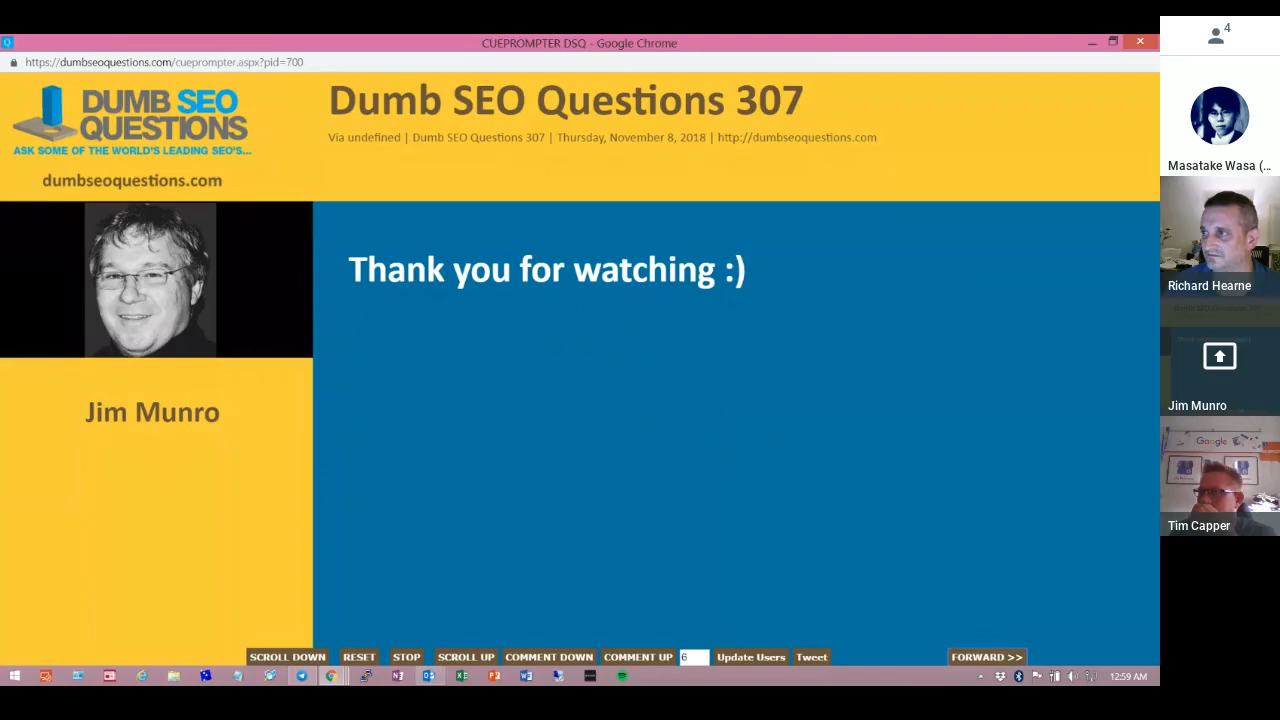 CUEPROMPTER DSQ - Google Chrome
https://dumbseoquestions.com/cueprompter.aspx?pid=700
DUMB SEO
QUESTIONS
ASK SOME OF THE WORLD'S LEADING SEO'S...
dumbseoquestions.com
Dumb SEO Questions 307
Via undefined | Dumb SEO Questions 307 | Thursday, November 8, 2018 | http://dumbseoquestions.com
Jim Munro
Thank you for watching :)
SCROLL DOWN RESET STOP SCROLL UP COMMENT DOWN COMMENT UP 6 Update Users Tweet FORWARD >>
12:59 AM
4
Masatake Wasa (...
Richard Hearne
Jim Munro
Google
Tim Capper